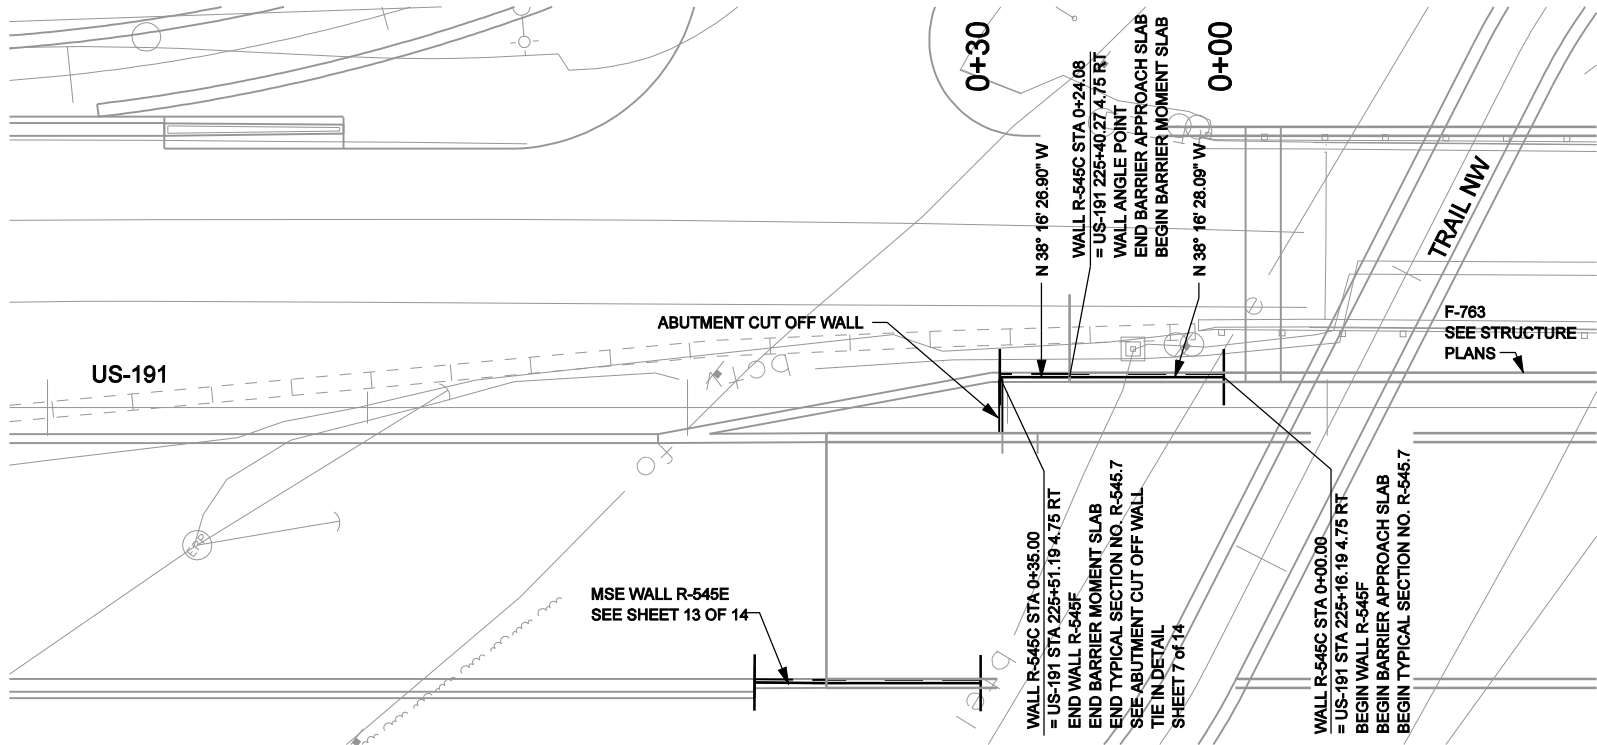 0+30
0+00
N 38° 16' 26.90" W
WALL R-545C STA 0+24.08
= US-191 225+40.27 4.75 RT
WALL ANGLE POINT
END BARRIER APPROACH SLAB
BEGIN BARRIER MOMENT SLAB
N 38° 16' 28.09" W
TRAIL NW
ABUTMENT CUT OFF WALL
F-763
SEE STRUCTURE
PLANS
US-191
MSE WALL R-545E
SEE SHEET 13 OF 14
WALL R-545C STA 0+35.00
= US-191 STA 225+51.19 4.75 RT
END WALL R-545F
END BARRIER MOMENT SLAB
END TYPICAL SECTION NO. R-545.7
SEE ABUTMENT CUT OFF WALL
TIE IN DETAIL
SHEET 7 of 14
WALL R-545C STA 0+00.00
= US-191 STA 225+16.19 4.75 RT
BEGIN WALL R-545F
BEGIN BARRIER APPROACH SLAB
BEGIN TYPICAL SECTION NO. R-545.7